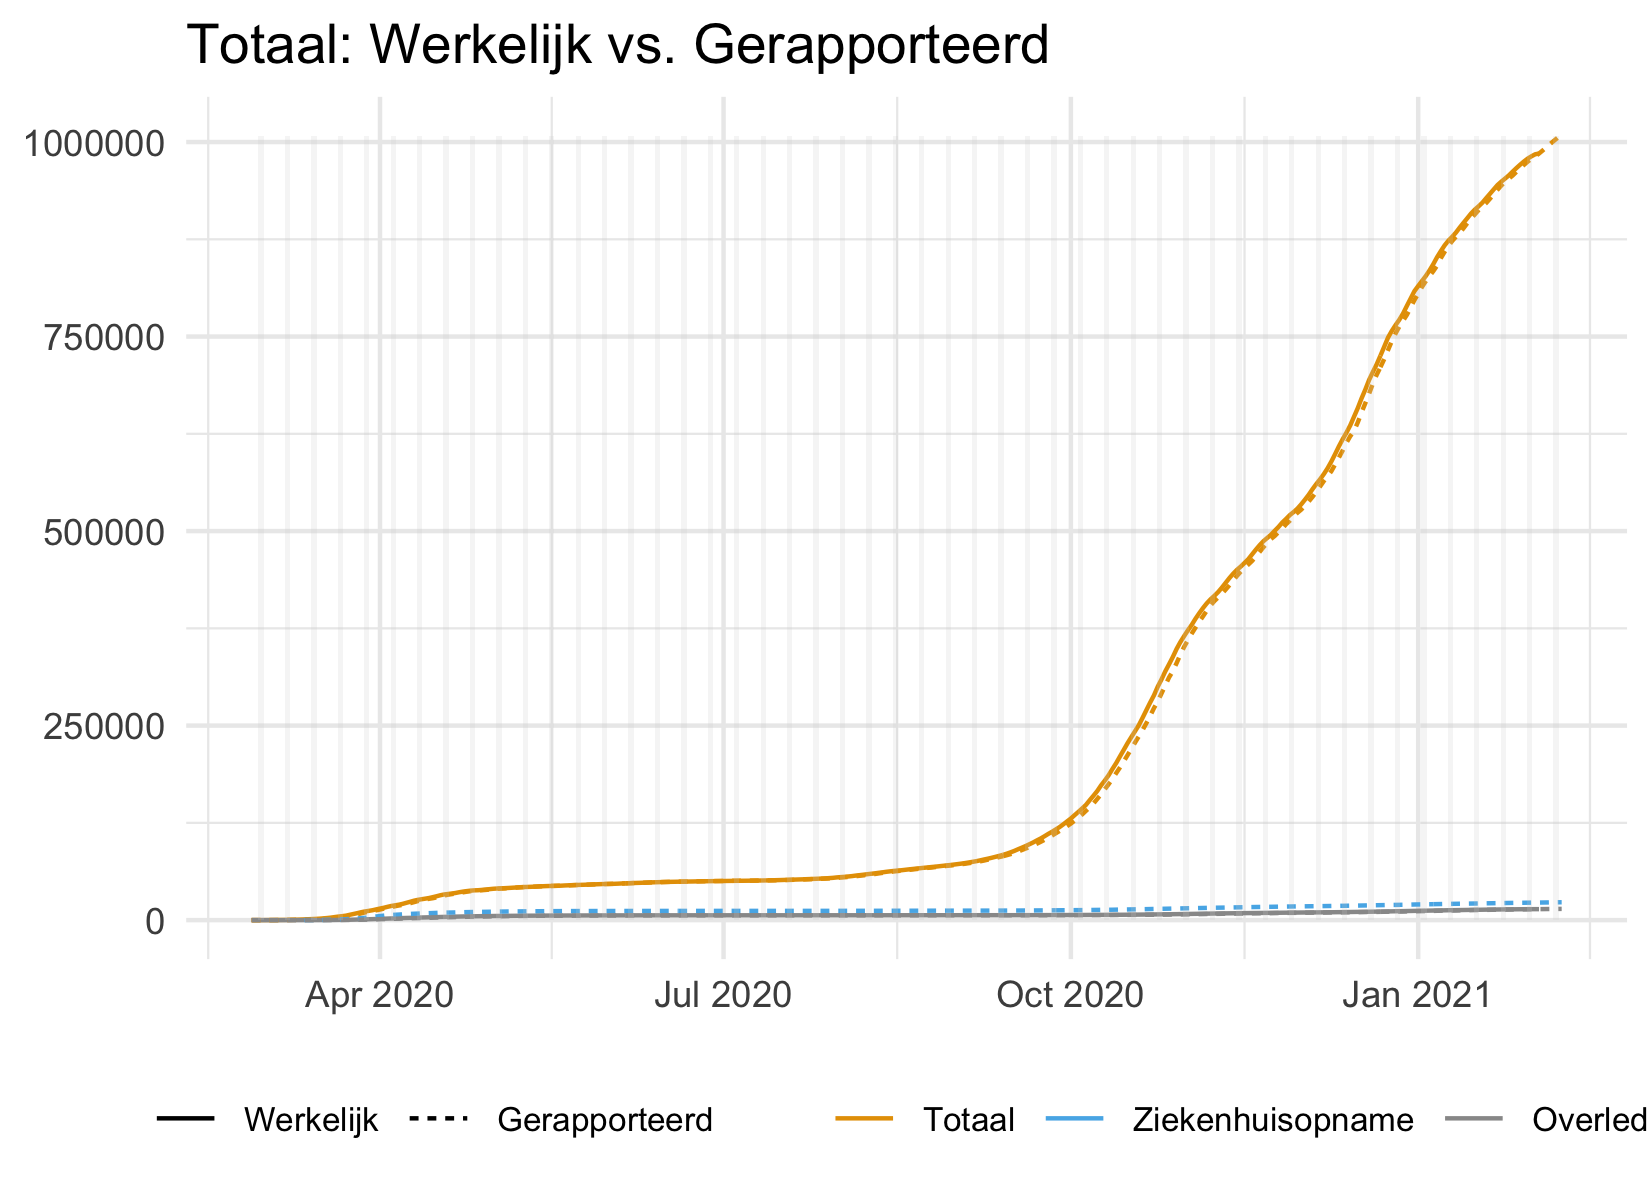 Totaal: Werkelijk vs. Gerapporteerd
1000000
750000
500000
250000
0
Apr 2020 Jul 2020 Oct 2020 Jan 2021
Werkelijk Gerapporteerd Totaal Ziekenhuisopname Overled